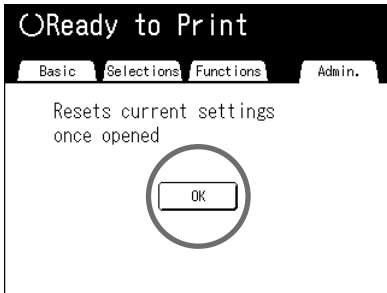 Ready to Print
Basic Selections Functions Admin.
Resets current settings
once opened
OK